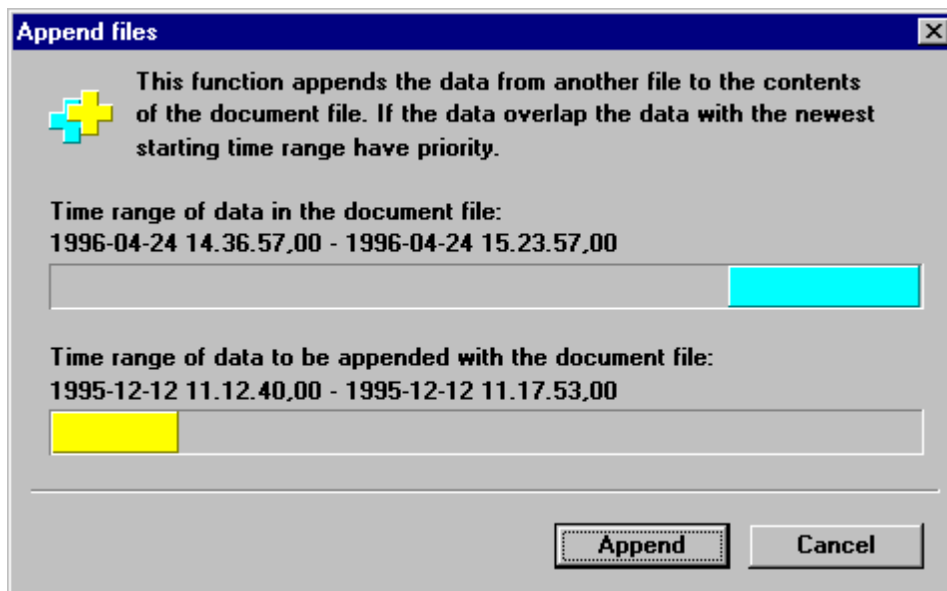 Append files
This function appends the data from another file to the contents
of the document file. If the data overlap the data with the newest
starting time range have priority.
Time range of data in the document file:
1996-04-24 14.36.57,00 - 1996-04-24 15.23.57,00
Time range of data to be appended with the document file:
1995-12-12 11.12.40,00 - 1995-12-12 11.17.53,00
Append
Cancel